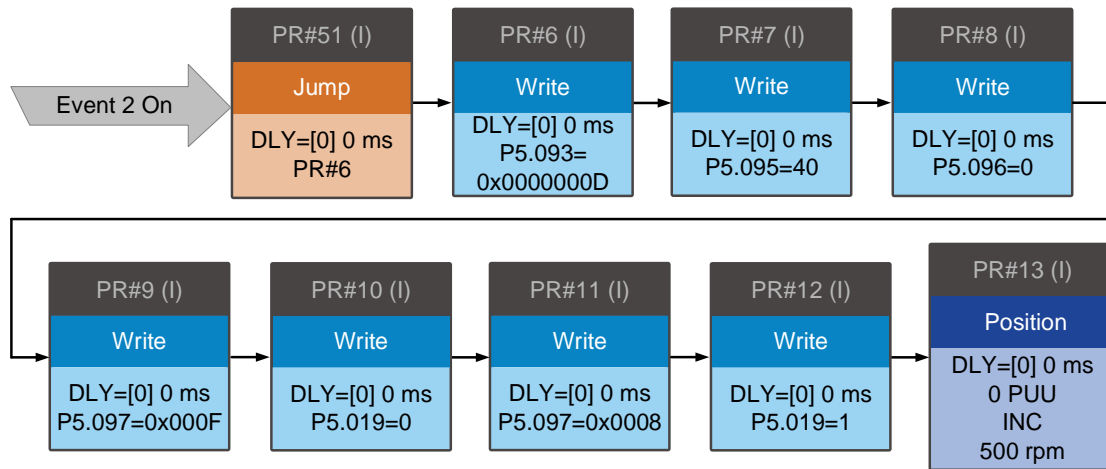 Event 2 On
PR#51 (I)
Jump
DLY=[0] 0 ms
PR#6
PR#6 (I)
Write
DLY=[0] 0 ms
P5.093=
0x0000000D
PR#7 (I)
Write
DLY=[0] 0 ms
P5.095=40
PR#8 (I)
Write
DLY=[0] 0 ms
P5.096=0
PR#9 (I)
Write
DLY=[0] 0 ms
P5.097=0x000F
PR#10 (I)
Write
DLY=[0] 0 ms
P5.019=0
PR#11 (I)
Write
DLY=[0] 0 ms
P5.097=0x0008
PR#12 (I)
Write
DLY=[0] 0 ms
P5.019=1
PR#13 (I)
Position
DLY=[0] 0 ms
0 PUU
INC
500 rpm